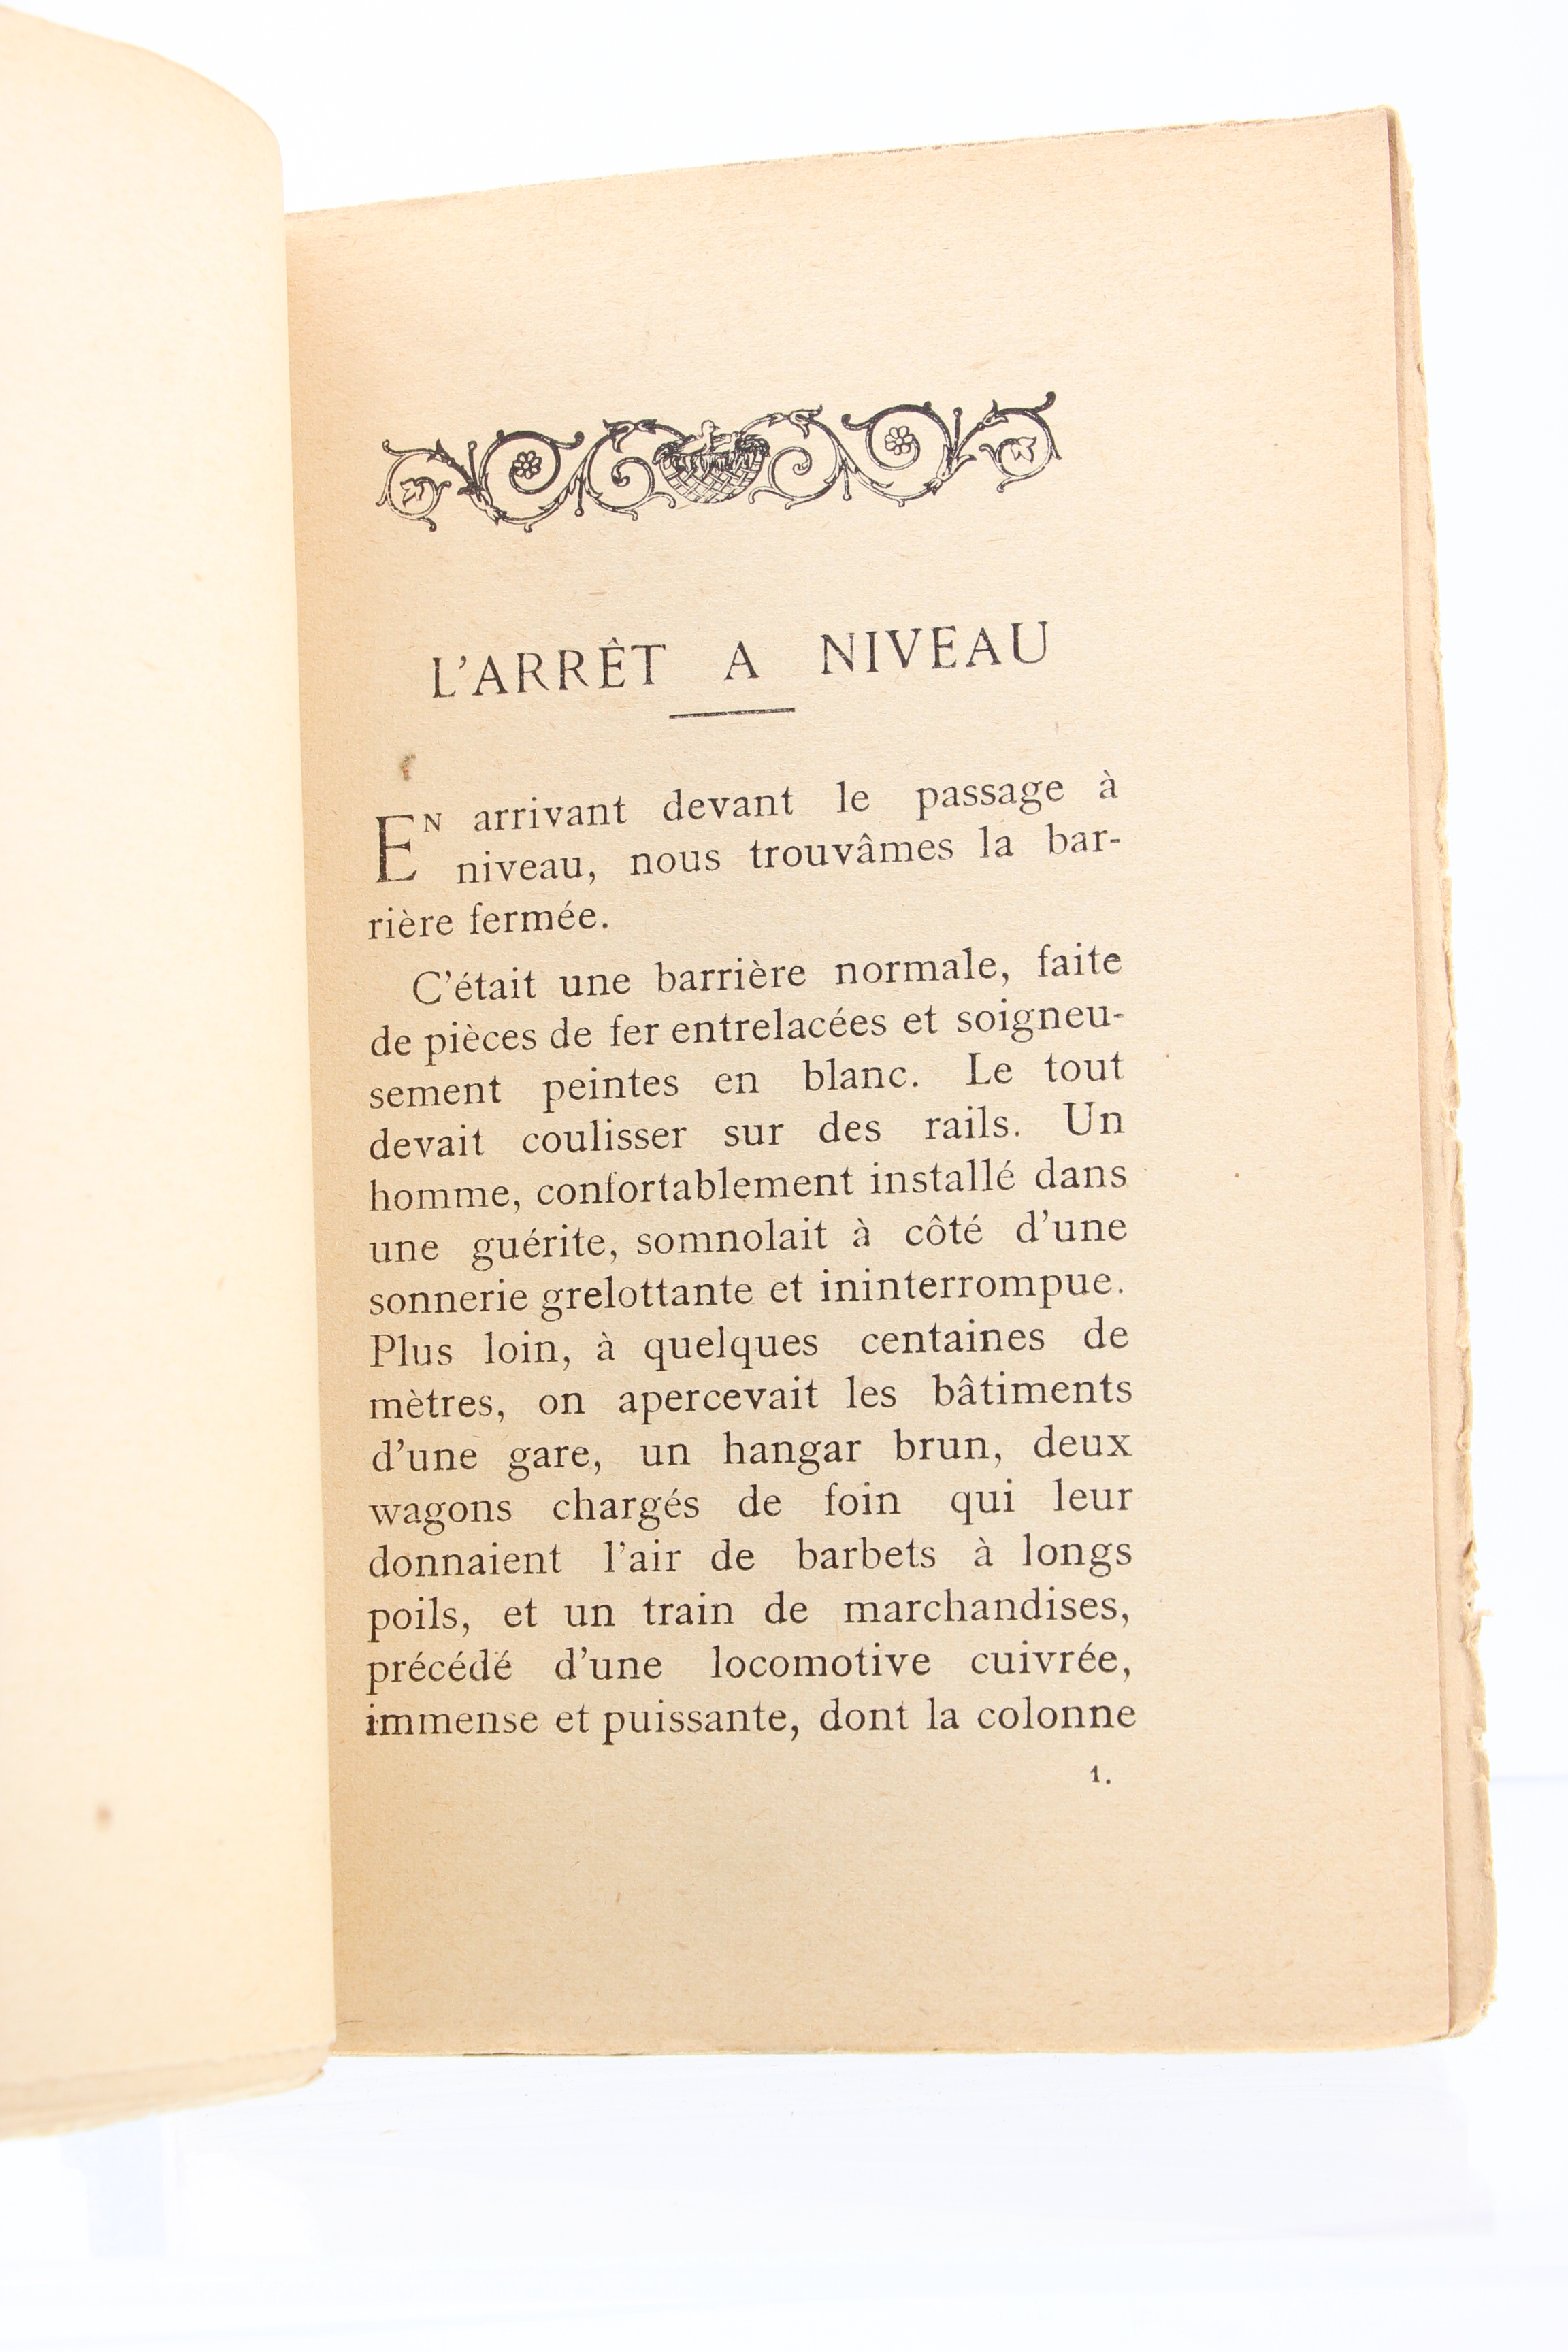 L'ARRÊT A NIVEAU
EN arrivant devant le passage à
niveau, nous trouvâmes la bar-
rière fermée.
C'était une barrière normale, faite
de pièces de fer entrelacées et soigneu-
sement peintes en blanc. Le tout
devait coulisser sur des rails. Un
homme, confortablement installé dans
une guérite, somnolait à côté d'une
sonnerie grelottante et ininterrompue.
Plus loin, à quelques centaines de
mètres, on apercevait les bâtiments
d'une gare, un hangar brun, deux
wagons chargés de foin qui leur
donnaient l'air de barbets à longs
poils, et un train de marchandises,
précédé d'une locomotive cuivrée,
immense et puissante, dont la colonne
1.